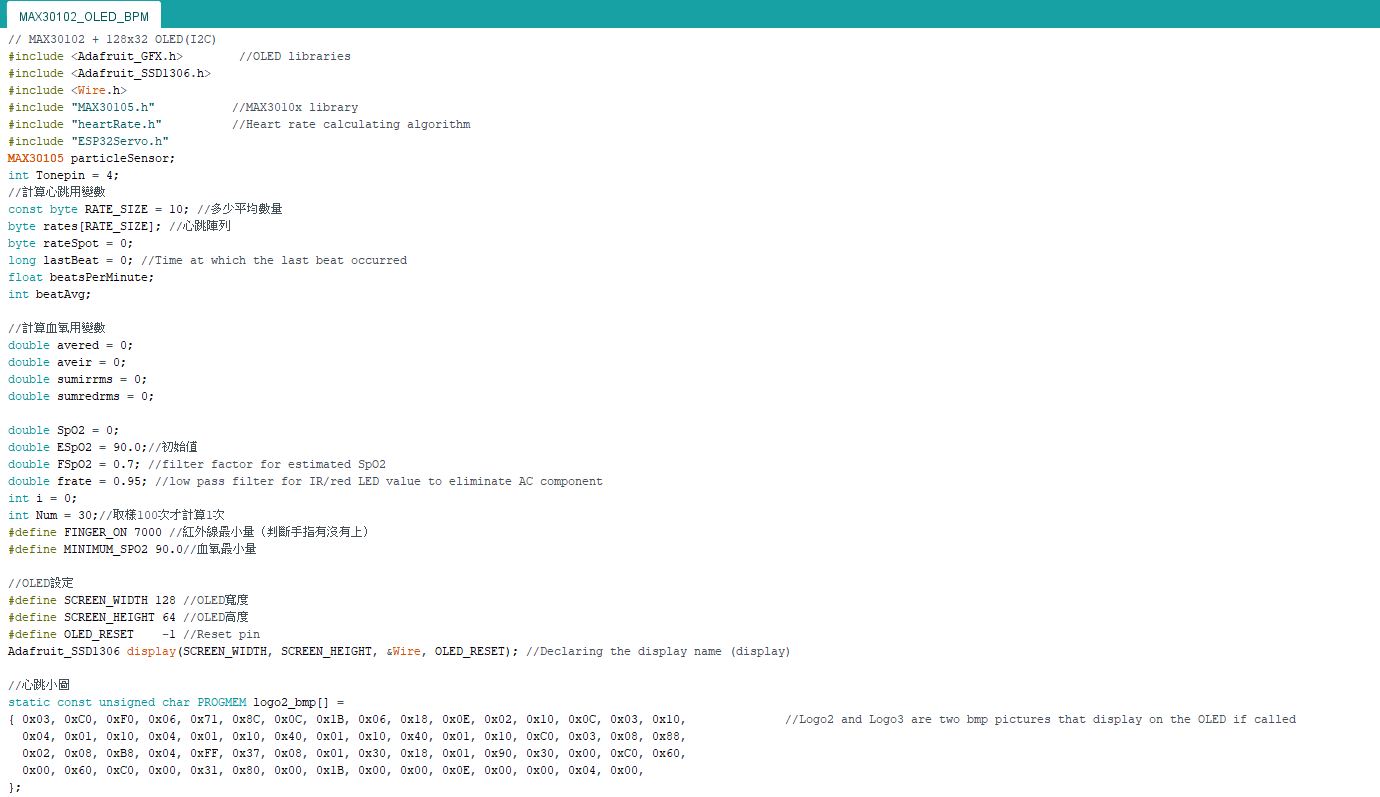 MAX30102_OLED_BPM
// MAX30102 + 128x32 OLED(I2C)
#include <Adafruit_GFX.h>        //OLED libraries
#include <Adafruit_SSD1306.h>
#include <Wire.h>
#include "MAX30105.h"           //MAX3010x library
#include "heartRate.h"          //Heart rate calculating algorithm
#include "ESP32Servo.h"
MAX30105 particleSensor;
int Tonepin = 4;
//計算心跳用變數
const byte RATE_SIZE = 10; //多少平均數量
byte rates[RATE_SIZE]; //心跳陣列
byte rateSpot = 0;
long lastBeat = 0; //Time at which the last beat occurred
float beatsPerMinute;
int beatAvg;
//計算血氧用變數
double avered = 0;
double aveir = 0;
double sumirrms = 0;
double sumredrms = 0;
double SpO2 = 0;
double ESpO2 = 90.0;//初始值
double FSpO2 = 0.7; //filter factor for estimated SpO2
double frate = 0.95; //low pass filter for IR/red LED value to eliminate AC component
int i = 0;
int Num = 30;//取樣100次才計算1次
#define FINGER_ON 7000 //紅外線最小量（判斷手指有沒有上）
#define MINIMUM_SPO2 90.0//血氧最小量
//OLED設定
#define SCREEN_WIDTH 128 //OLED寬度
#define SCREEN_HEIGHT 64 //OLED高度
#define OLED_RESET    -1 //Reset pin
Adafruit_SSD1306 display(SCREEN_WIDTH, SCREEN_HEIGHT, &Wire, OLED_RESET); //Declaring the display name (display)
//心跳小圖
static const unsigned char PROGMEM logo2_bmp[] =
{ 0x03, 0xC0, 0xF0, 0x06, 0x71, 0x8C, 0x0C, 0x1B, 0x06, 0x18, 0x0E, 0x02, 0x10, 0x0C, 0x03, 0x10,              //Logo2 and Logo3 are two bmp pictures that display on the OLED if called
0x04, 0x01, 0x10, 0x04, 0x01, 0x10, 0x40, 0x01, 0x10, 0x40, 0x01, 0x10, 0xC0, 0x03, 0x08, 0x88,
0x02, 0x08, 0xB8, 0x04, 0xFF, 0x37, 0x08, 0x01, 0x30, 0x18, 0x01, 0x90, 0x30, 0x00, 0xC0, 0x60,
0x00, 0x60, 0xC0, 0x00, 0x31, 0x80, 0x00, 0x1B, 0x00, 0x00, 0x0E, 0x00, 0x00, 0x04, 0x00,
};